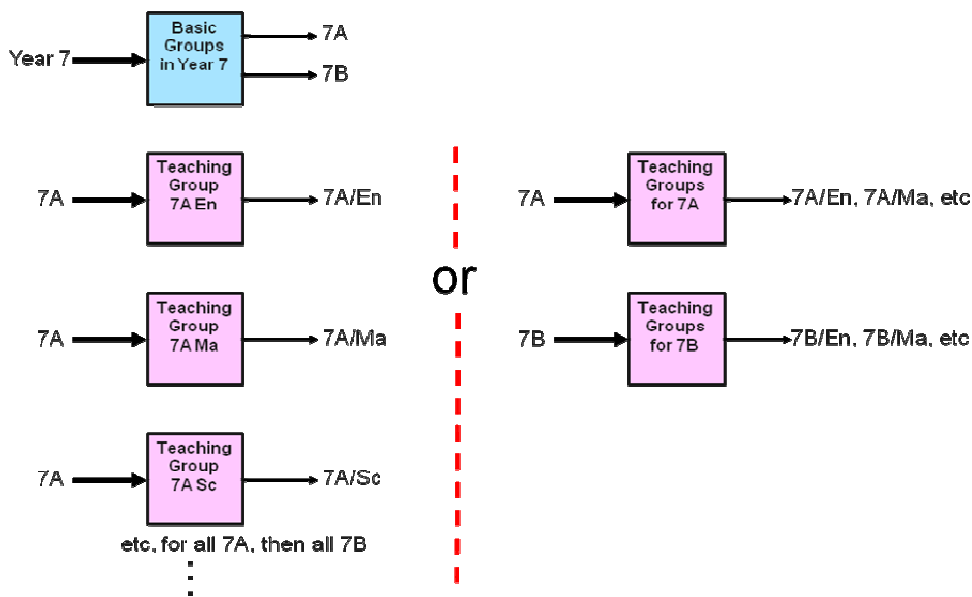 Basic
Groups
in Year 7
Year 7
7A
7B
Teaching
Group
7A En
7A
7A/En
Teaching
Group
7A Ma
7A
7A/Ma
Teaching
Group
7A Sc
7A
7A/Sc
etc, for all 7A, then all 7B
or
Teaching
Groups
for 7A
7A
7A/En, 7A/Ma, etc
Teaching
Groups
for 7B
7B
7B/En, 7B/Ma, etc